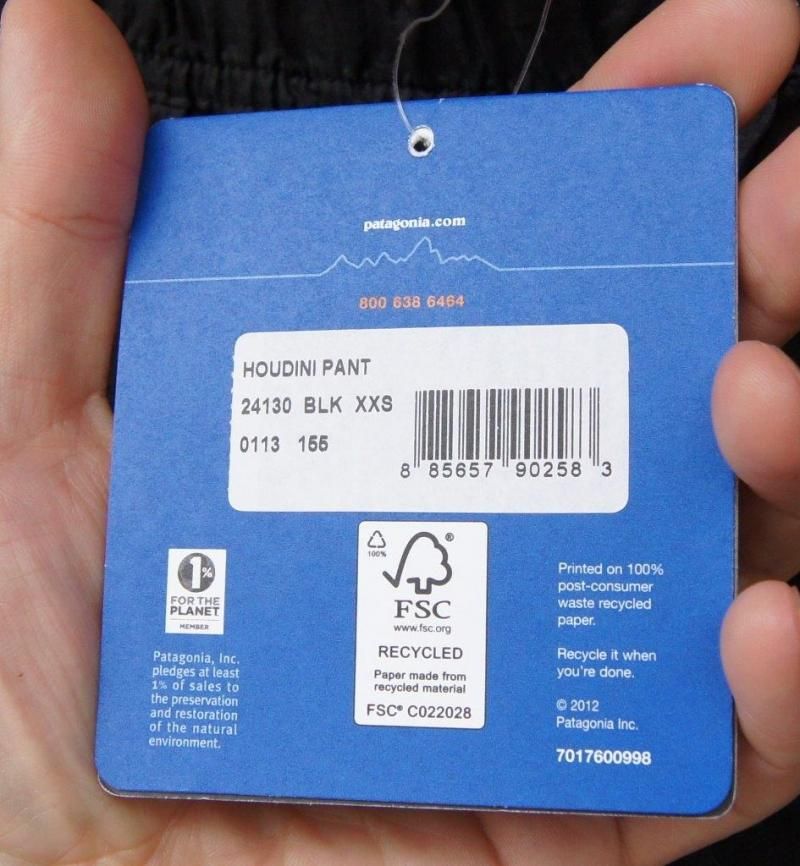 patagonia.com
800 638 6464
HOUDINI PANT
24130 BLK XXS
0113 155
8 85657 90258 3
1%
FOR THE
PLANET
MEMBER
Patagonia, Inc.
pledges at least
1% of sales to
the preservation
and restoration
of the natural
environment.
100%
®
FSC
www.fsc.org
RECYCLED
Paper made from
recycled material
FSC® C022028
Printed on 100%
post-consumer
waste recycled
paper.
Recycle it when
you're done.
© 2012
Patagonia Inc.
7017600998